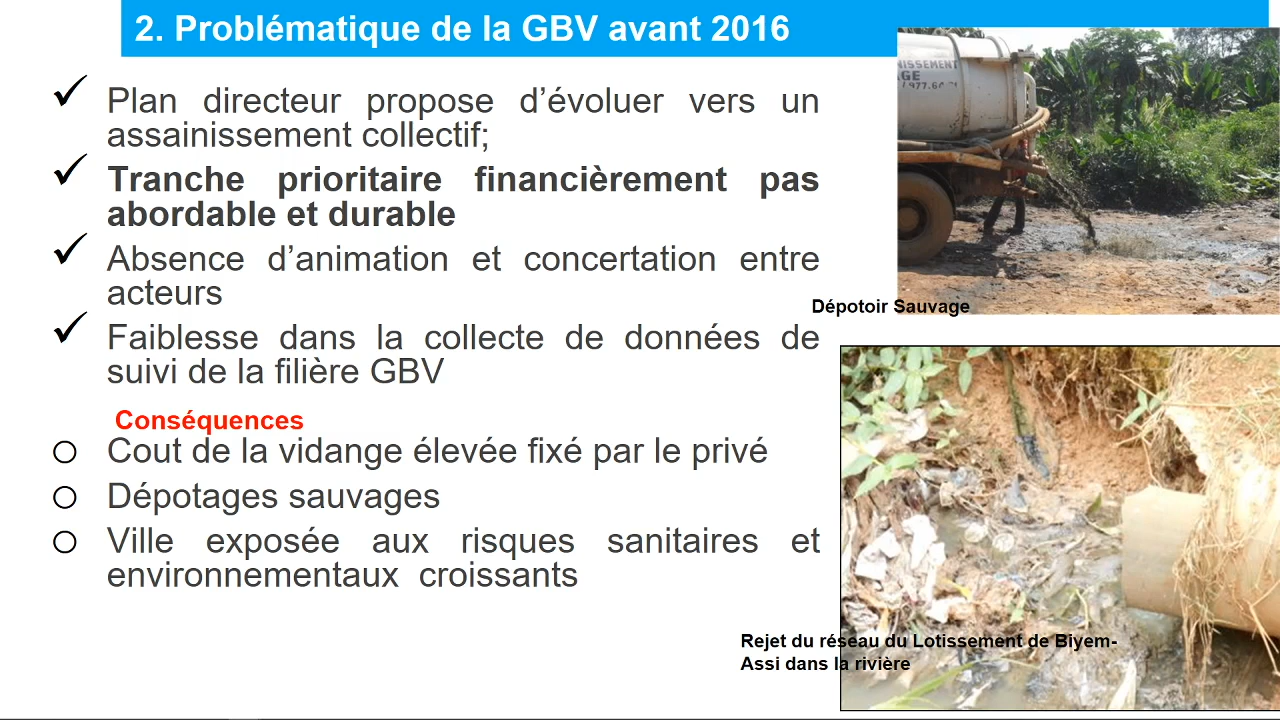 2. Problématique de la GBV avant 2016
Plan directeur propose d’évoluer vers un
assainissement collectif;
Tranche prioritaire financièrement pas
abordable et durable
Absence d’animation et concertation entre
acteurs
Faiblesse dans la collecte de données de
suivi de la filière GBV
Conséquences
Cout de la vidange élevée fixé par le privé
Dépotages sauvages
Ville exposée aux risques sanitaires et
environnementaux croissants
Dépotoir Sauvage
Rejet du réseau du Lotissement de Biyem-
Assi dans la rivière